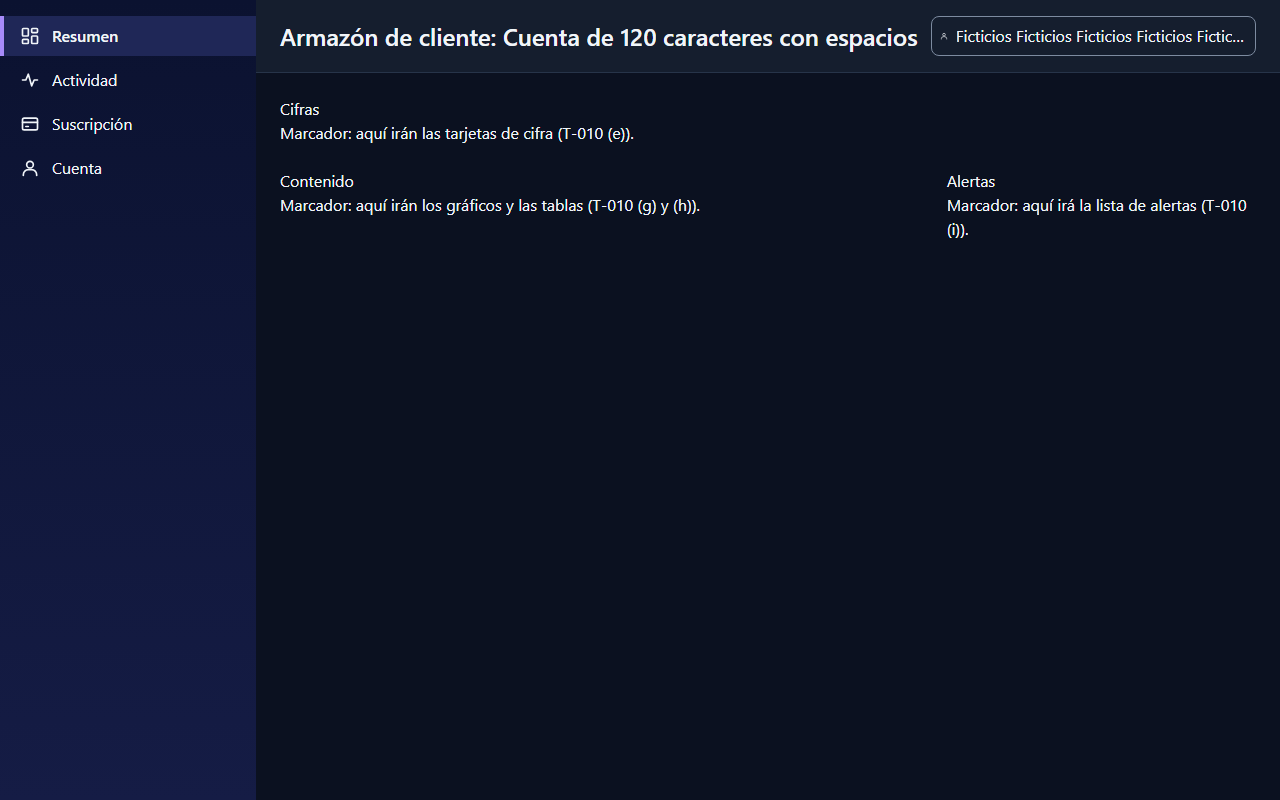 Resumen
Actividad
Suscripción
Cuenta
Armazón de cliente: Cuenta de 120 caracteres con espacios
Ficticios Ficticios Ficticios Ficticios Fictic...
Cifras
Marcador: aquí irán las tarjetas de cifra (T-010 (e)).
Contenido
Marcador: aquí irán los gráficos y las tablas (T-010 (g) y (h)).
Alertas
Marcador: aquí irá la lista de alertas (T-010
(i)).